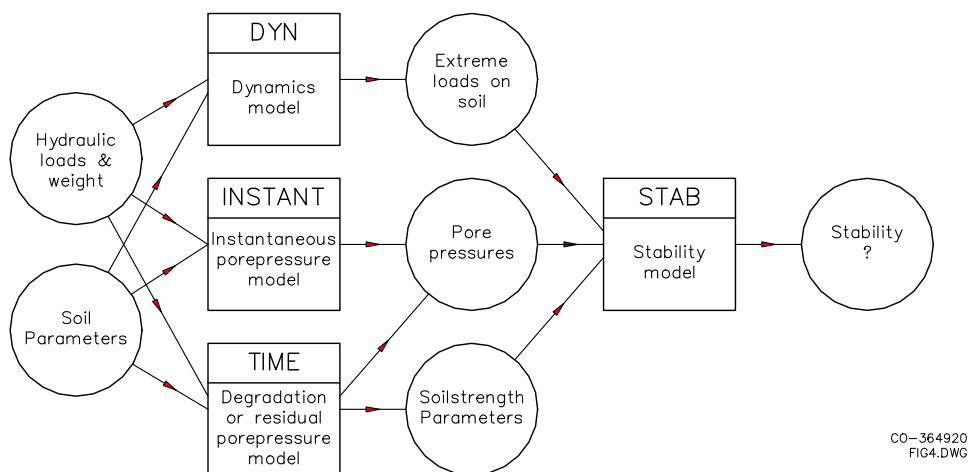 DYN
Dynamics
model
Extreme
loads on
soil
Hydraulic
loads &
weight
INSTANT
Instantaneous
porepressure
model
Pore
pressures
STAB
Stability
model
Stability
?
Soil
Parameters
TIME
Degradation
or residual
porepressure
model
Soilstrength
Parameters
CO-364920
FIG4.DWG